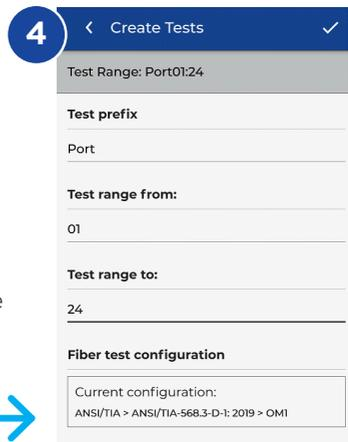 4
Create Tests
Test Range: Port01:24
Test prefix
Port
Test range from:
01
Test range to:
24
Fiber test configuration
Current configuration:
ANSI/TIA > ANSI/TIA-568.3-D-1: 2019 > OM1